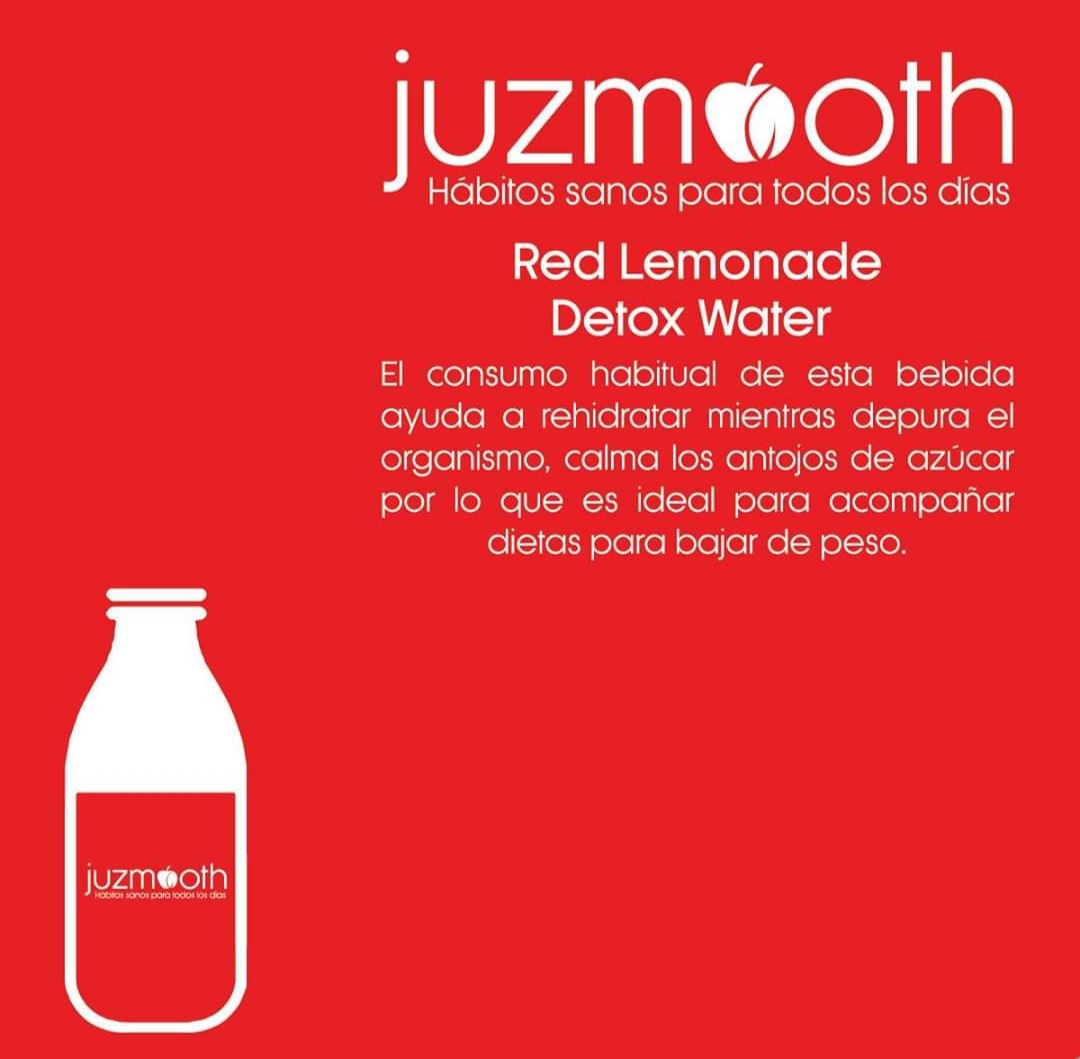 juzmooth
Hábitos sanos para todos los días
Red Lemonade
Detox Water
El consumo habitual de esta bebida
ayuda a rehidratar mientras depura el
organismo, calma los antojos de azúcar
por lo que es ideal para acompañar
dietas para bajar de peso.
juzmooth
Hábitos sanos para todos los días